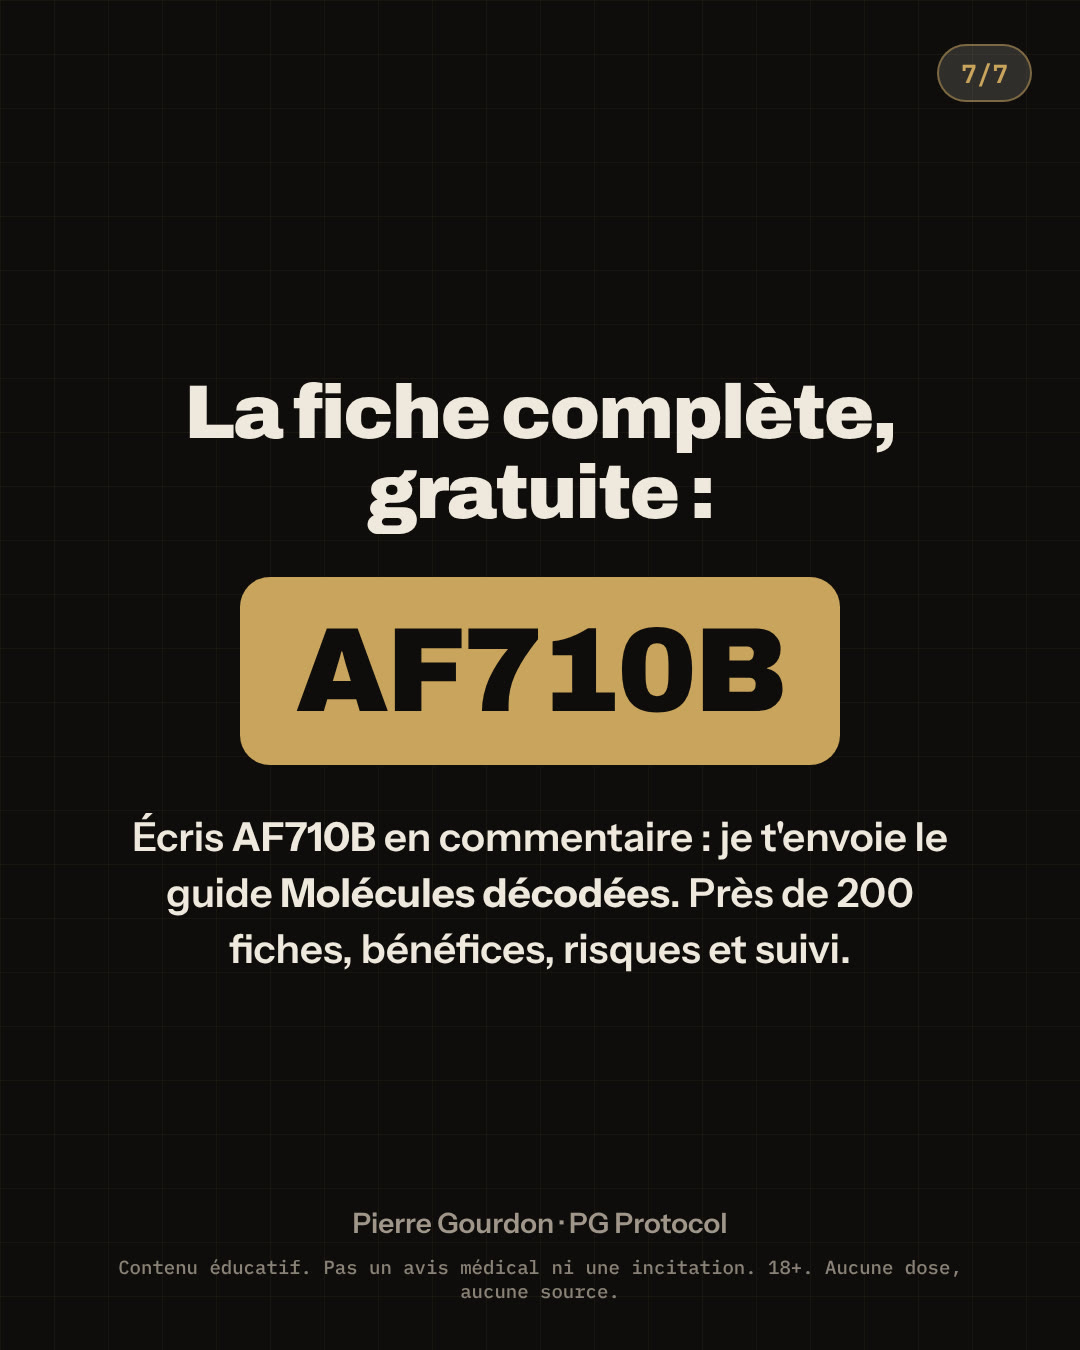 7/7
La fiche complète,
gratuite :
AF710B
Écris AF710B en commentaire : je t'envoie le
guide Molécules décodées. Près de 200
fiches, bénéfices, risques et suivi.
Pierre Gourdon · PG Protocol
Contenu éducatif. Pas un avis médical ni une incitation. 18+. Aucune dose,
aucune source.